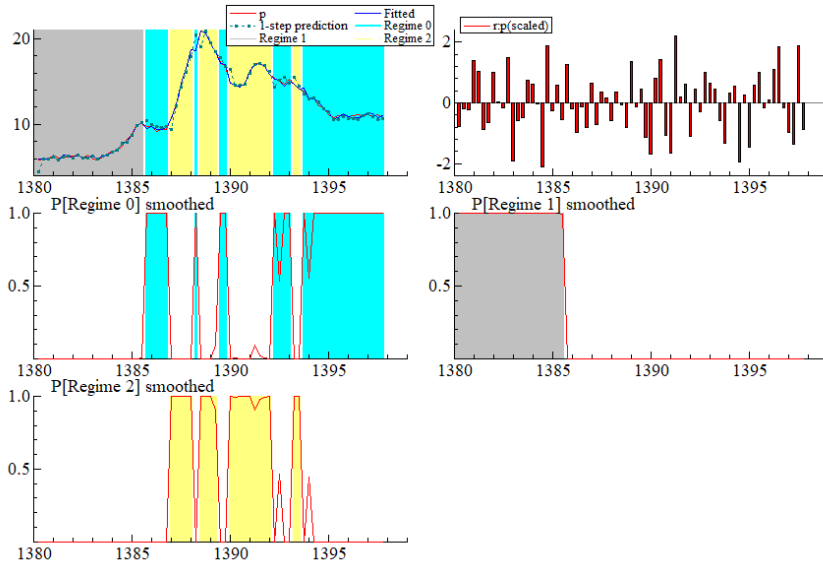 p
Fitted
1-step prediction
Regime 0
Regime 1
Regime 2
20
10
1380 1385 1390 1395
r:p(scaled)
2
0
-2
1380 1385 1390 1395
P[Regime 0] smoothed
1.0
0.5
1380 1385 1390 1395
P[Regime 1] smoothed
1.0
0.5
1380 1385 1390 1395
P[Regime 2] smoothed
1.0
0.5
1380 1385 1390 1395